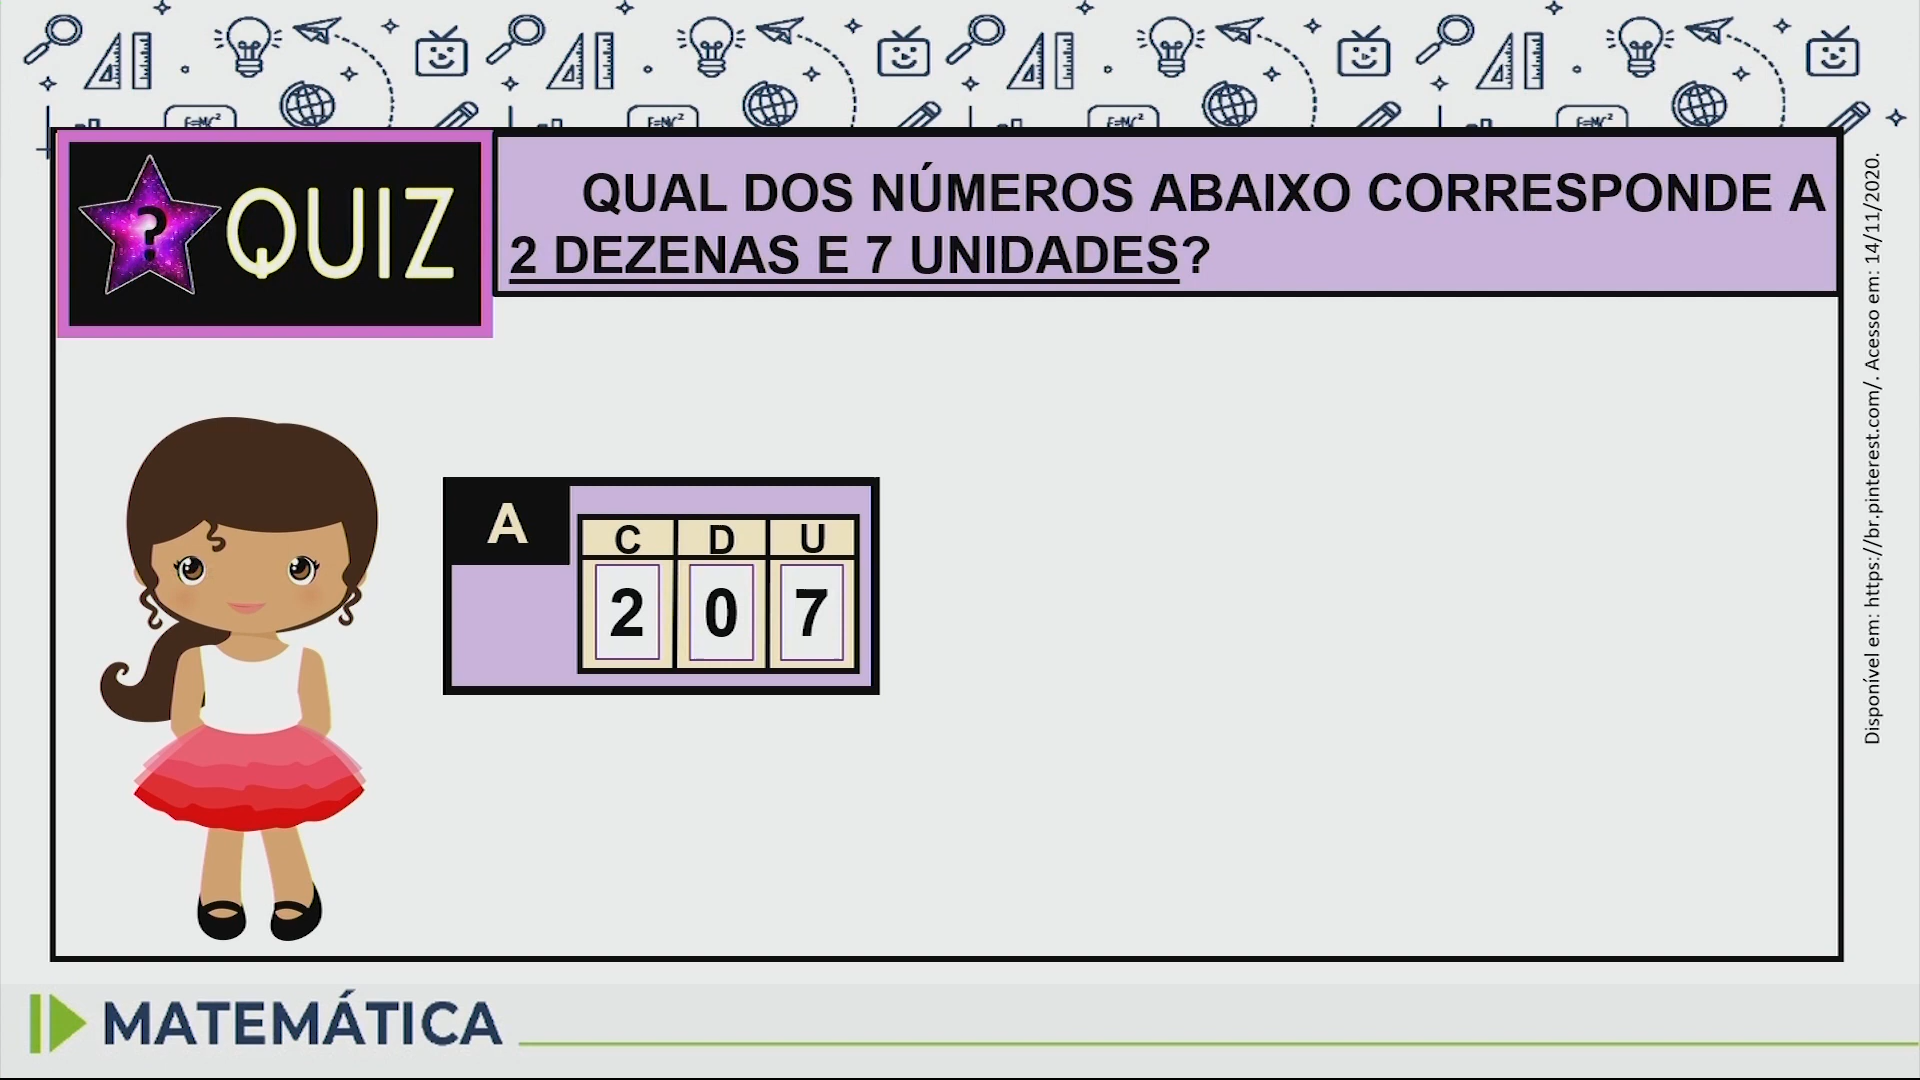 QUIZ
?
QUAL DOS NÚMEROS ABAIXO CORRESPONDE A
2 DEZENAS E 7 UNIDADES?
A
C D U
2 0 7
Disponível em: https://br.pinterest.com/. Acesso em: 14/11/2020.
MATEMÁTICA